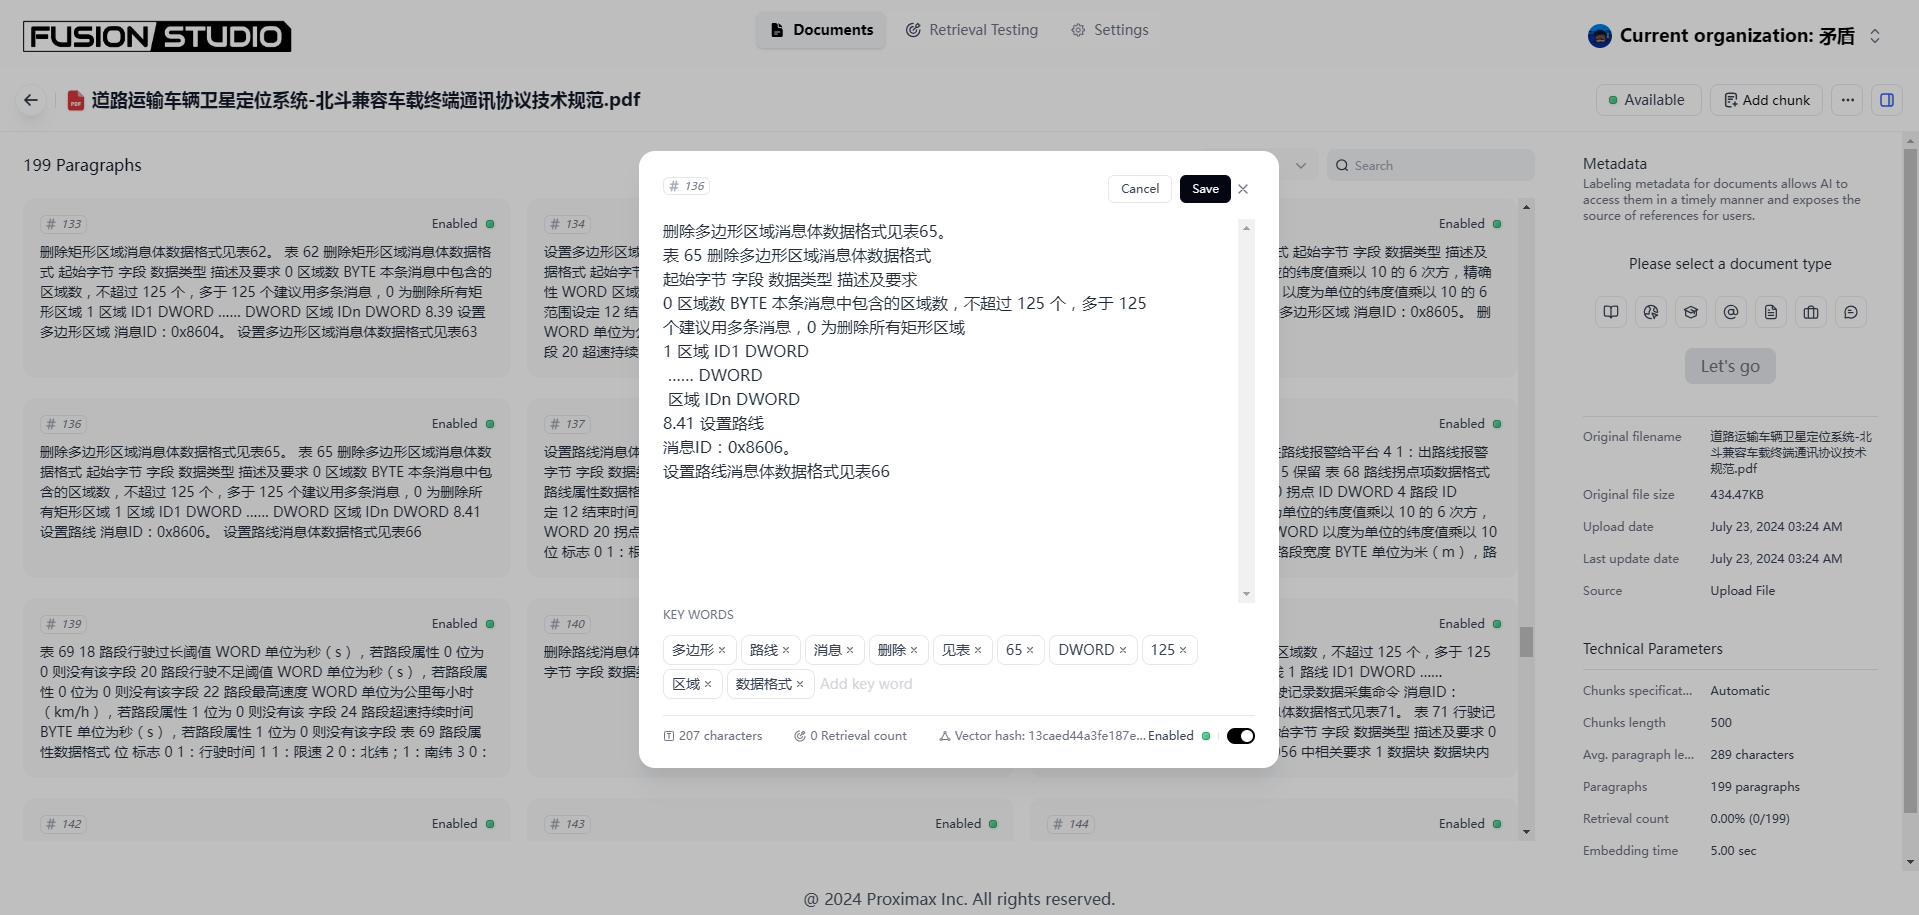 FUSION STUDIO
Documents
Retrieval Testing
Settings
Current organization: 矛盾
道路运输车辆卫星定位系统-北斗兼容车载终端通讯协议技术规范.pdf
Available
Add chunk
199 Paragraphs
Search
# 133
Enabled
删除矩形区域消息体数据格式见表62。 表 62 删除矩形区域消息体数据格
式 起始字节 字段 数据类型 描述及要求 0 区域数 BYTE 本条消息中包含的
区域数，不超过 125 个，多于 125 个建议用多条消息，0 为删除所有矩
形区域 1 区域 ID1 DWORD ...... DWORD 区域 IDn DWORD 8.39 设置
多边形区域 消息ID：0x8604。 设置多边形区域消息体数据格式见表63
# 134
设置多边形区域
据格式 起始字节
性 WORD 区域
范围设定 12 结
WORD 单位为公
段 20 超速持续
Enabled
式 起始字节 字段 数据类型 描述及
的纬度值乘以 10 的 6 次方，精确
以度为单位的纬度值乘以 10 的 6
多边形区域 消息ID：0x8605。 删
# 136
Enabled
删除多边形区域消息体数据格式见表65。 表 65 删除多边形区域消息体数
据格式 起始字节 字段 数据类型 描述及要求 0 区域数 BYTE 本条消息中包
含的区域数，不超过 125 个，多于 125 个建议用多条消息，0 为删除所
有矩形区域 1 区域 ID1 DWORD ...... DWORD 区域 IDn DWORD 8.41
设置路线 消息ID：0x8606。 设置路线消息体数据格式见表66
# 137
设置路线消息体
字节 字段 数据
路线属性数据格
定 12 结束时间
WORD 20 拐点
位 标志 0 1：根
Enabled
路线报警给平台 4 1：出路线报警
5 保留 表 68 路线拐点项数据格式
拐点 ID DWORD 4 路段 ID
单位的纬度值乘以 10 的 6 次方，
WORD 以度为单位的纬度值乘以 10
路段宽度 BYTE 单位为米（m），路
# 139
Enabled
表 69 18 路段行驶过长阈值 WORD 单位为秒（s），若路段属性 0 位为
0 则没有该字段 20 路段行驶不足阈值 WORD 单位为秒（s），若路段属
性 0 位为 0 则没有该字段 22 路段最高速度 WORD 单位为公里每小时
（km/h），若路段属性 1 位为 0 则没有该 字段 24 路段超速持续时间
BYTE 单位为秒（s），若路段属性 1 位为 0 则没有该字段 表 69 路段属
性数据格式 位 标志 0 1：行驶时间 1 1：限速 2 0：北纬；1：南纬 3 0：
# 140
删除路线消息体
字节 字段 数据
Enabled
区域数，不超过 125 个，多于 125
1 路线 ID1 DWORD ......
驶记录数据采集命令 消息ID：
体数据格式见表71。 表 71 行驶记
始字节 字段 数据类型 描述及要求 0
56 中相关要求 1 数据块 数据块内
# 142
Enabled
# 143
Enabled
# 144
Enabled
# 136
Cancel
Save
删除多边形区域消息体数据格式见表65。
表 65 删除多边形区域消息体数据格式
起始字节 字段 数据类型 描述及要求
0 区域数 BYTE 本条消息中包含的区域数，不超过 125 个，多于 125
个建议用多条消息，0 为删除所有矩形区域
1 区域 ID1 DWORD
...... DWORD
区域 IDn DWORD
8.41 设置路线
消息ID：0x8606。
设置路线消息体数据格式见表66
KEY WORDS
多边形 × 路线 × 消息 × 删除 × 见表 × 65 × DWORD × 125 ×
区域 × 数据格式 × Add key word
207 characters
0 Retrieval count
Vector hash: 13caed44a3fe187e...
Enabled
Metadata
Labeling metadata for documents allows AI to
access them in a timely manner and exposes the
source of references for users.
Please select a document type
Let's go
Original filename 道路运输车辆卫星定位系统-北
斗兼容车载终端通讯协议技术
规范.pdf
Original file size 434.47KB
Upload date July 23, 2024 03:24 AM
Last update date July 23, 2024 03:24 AM
Source Upload File
Technical Parameters
Chunks specificat... Automatic
Chunks length 500
Avg. paragraph le... 289 characters
Paragraphs 199 paragraphs
Retrieval count 0.00% (0/199)
Embedding time 5.00 sec
@ 2024 Proximax Inc. All rights reserved.